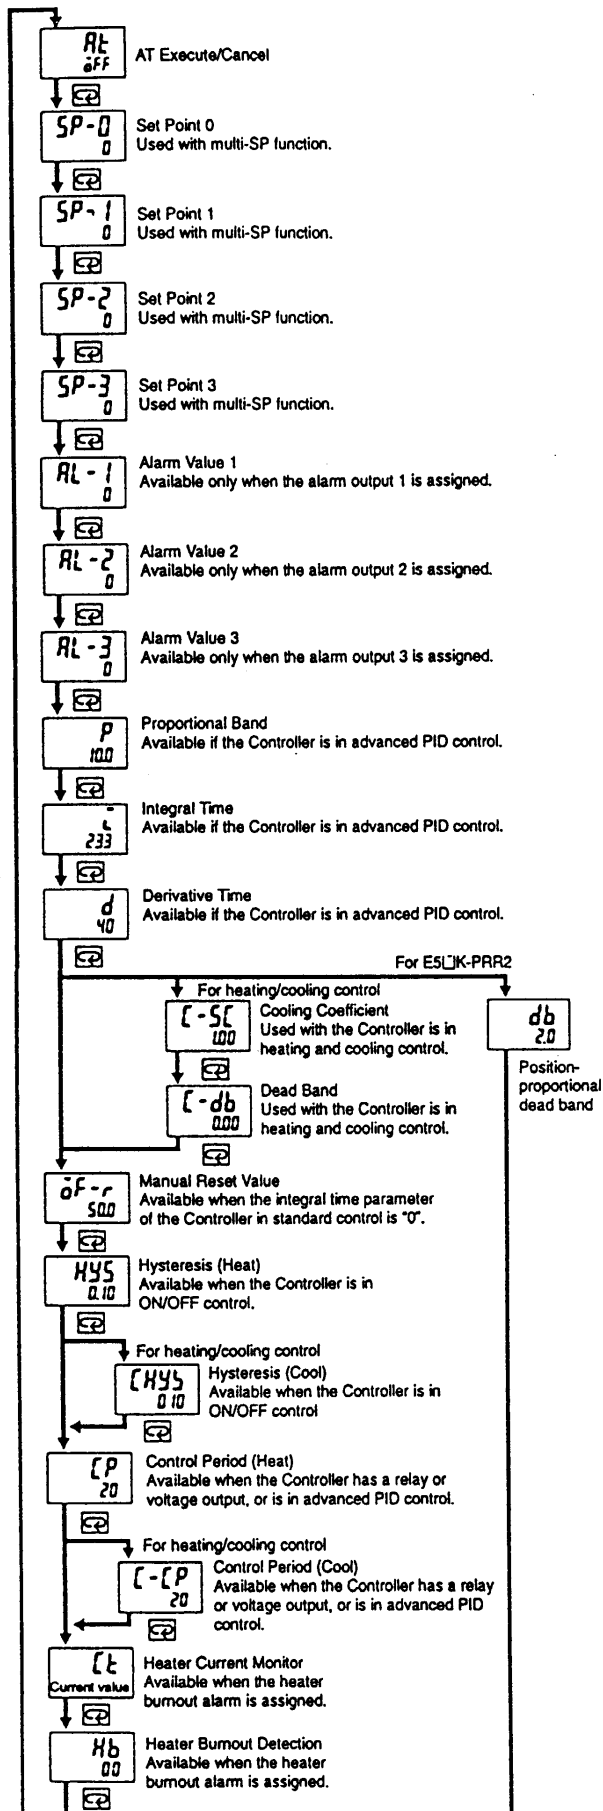 At
oFF
AT Execute/Cancel
SP-0
0
Set Point 0
Used with multi-SP function.
SP-1
0
Set Point 1
Used with multi-SP function.
SP-2
0
Set Point 2
Used with multi-SP function.
SP-3
0
Set Point 3
Used with multi-SP function.
AL-1
0
Alarm Value 1
Available only when the alarm output 1 is assigned.
AL-2
0
Alarm Value 2
Available only when the alarm output 2 is assigned.
AL-3
0
Alarm Value 3
Available only when the alarm output 3 is assigned.
P
10.0
Proportional Band
Available if the Controller is in advanced PID control.
i
233
Integral Time
Available if the Controller is in advanced PID control.
d
40
Derivative Time
Available if the Controller is in advanced PID control.
For E5□K-PRR2
For heating/cooling control
C-SC
1.00
Cooling Coefficient
Used with the Controller is in
heating and cooling control.
db
2.0
Position-
proportional
dead band
C-db
0.00
Dead Band
Used with the Controller is in
heating and cooling control.
oF-r
50.0
Manual Reset Value
Available when the integral time parameter
of the Controller in standard control is "0".
HYS
0.10
Hysteresis (Heat)
Available when the Controller is in
ON/OFF control.
For heating/cooling control
CHYS
0.10
Hysteresis (Cool)
Available when the Controller is in
ON/OFF control
CP
20
Control Period (Heat)
Available when the Controller has a relay or
voltage output, or is in advanced PID control.
For heating/cooling control
C-CP
20
Control Period (Cool)
Available when the Controller has a relay
or voltage output, or is in advanced PID
control.
Ct
Current value
Heater Current Monitor
Available when the heater
burnout alarm is assigned.
Hb
0.0
Heater Burnout Detection
Available when the heater
burnout alarm is assigned.